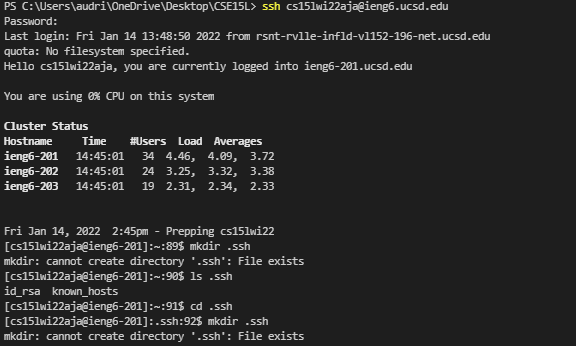 PS C:\Users\audri\OneDrive\Desktop\CSE15L> ssh cs15lwi22aja@ieng6.ucsd.edu
Password:
Last login: Fri Jan 14 13:48:50 2022 from rsnt-rvlle-infld-vl152-196-net.ucsd.edu
quota: No filesystem specified.
Hello cs15lwi22aja, you are currently logged into ieng6-201.ucsd.edu
You are using 0% CPU on this system
Cluster Status
Hostname Time #Users Load Averages
ieng6-201 14:45:01 34 4.46, 4.09, 3.72
ieng6-202 14:45:01 24 3.25, 3.32, 3.38
ieng6-203 14:45:01 19 2.31, 2.34, 2.33
Fri Jan 14, 2022 2:45pm - Prepping cs15lwi22
[cs15lwi22aja@ieng6-201]:~:89$ mkdir .ssh
mkdir: cannot create directory '.ssh': File exists
[cs15lwi22aja@ieng6-201]:~:90$ ls .ssh
id_rsa known_hosts
[cs15lwi22aja@ieng6-201]:~:91$ cd .ssh
[cs15lwi22aja@ieng6-201]:.ssh:92$ mkdir .ssh
mkdir: cannot create directory '.ssh': File exists